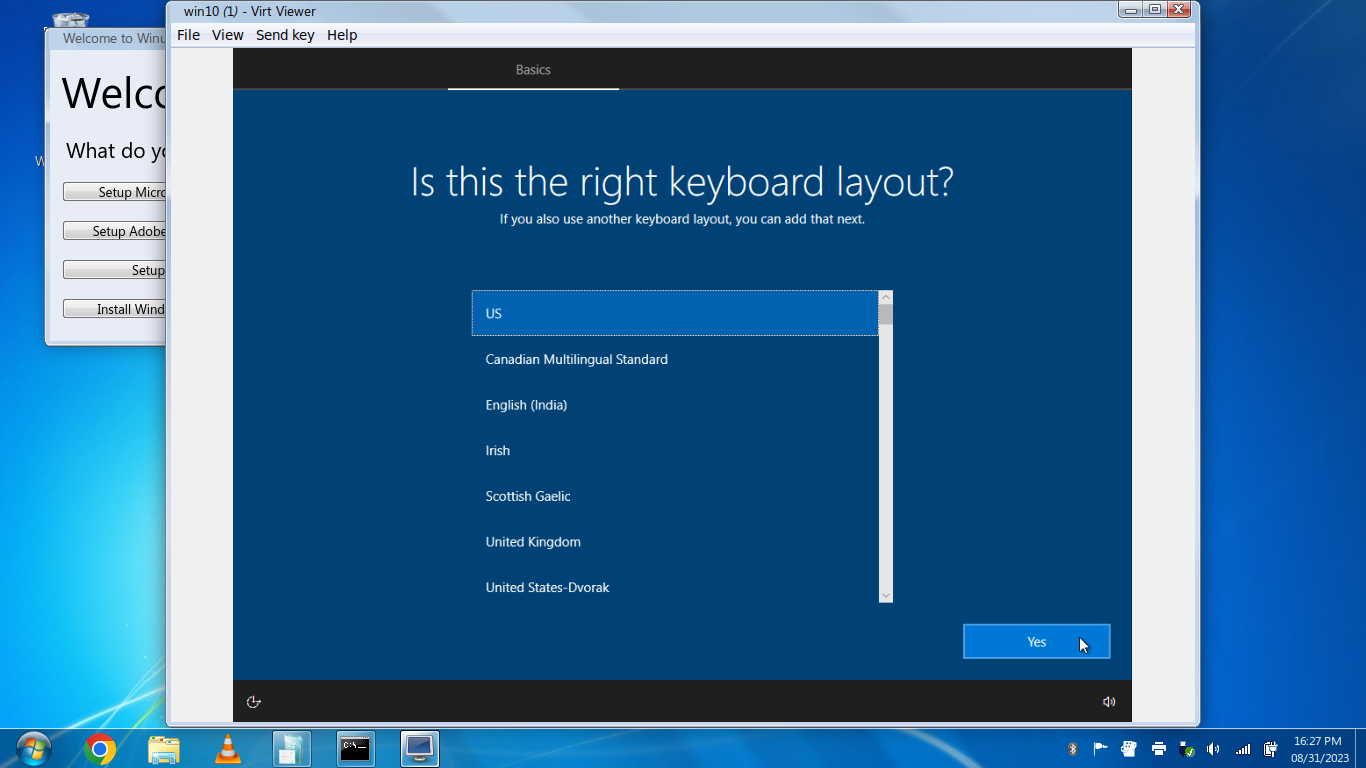 win10 (1) - Virt Viewer
File View Send key Help
Welcome to Winu
Welco
What do yo
Setup Micro
Setup Adobe
Setup
Install Wind
W
Basics
Is this the right keyboard layout?
If you also use another keyboard layout, you can add that next.
US
Canadian Multilingual Standard
English (India)
Irish
Scottish Gaelic
United Kingdom
United States-Dvorak
Yes
C:\._
16:27 PM
08/31/2023